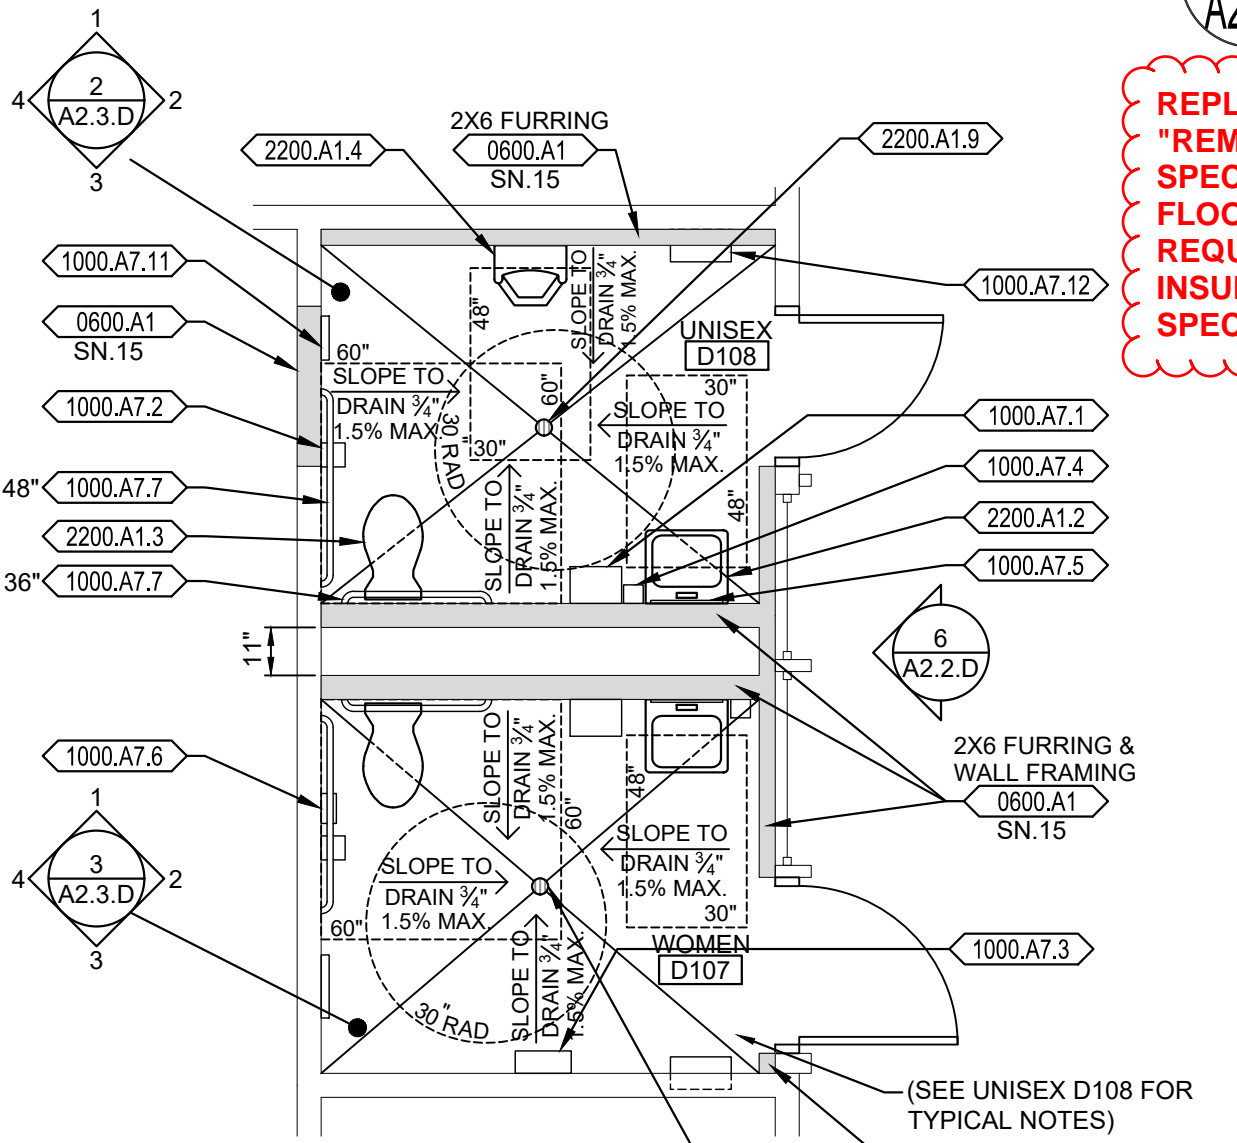 1
2
4
2
A2.3.D
3
2200.A1.4
2X6 FURRING
0600.A1
SN.15
2200.A1.9
REPL
"REM
SPEC
FLOO
REQU
INSUL
SPEC
1000.A7.11
0600.A1
SN.15
1000.A7.2
48" 1000.A7.7
2200.A1.3
36" 1000.A7.7
1000.A7.12
1000.A7.1
1000.A7.4
2200.A1.2
1000.A7.5
48"
SLOPE TO
DRAIN ¾"
1.5% MAX.
UNISEX
D108
60"
SLOPE TO
DRAIN ¾"
1.5% MAX.
30 RAD"
60"
30"
30"
SLOPE TO
DRAIN ¾"
1.5% MAX.
48"
SLOPE TO
DRAIN ¾"
1.5% MAX.
11"
6
A2.2.D
2X6 FURRING &
WALL FRAMING
0600.A1
SN.15
1000.A7.6
1
3
4
2
A2.3.D
3
SLOPE TO
DRAIN ¾"
1.5% MAX.
60"
48"
SLOPE TO
DRAIN ¾"
1.5% MAX.
30"
SLOPE TO
DRAIN ¾"
1.5% MAX.
60"
WOMEN
D107
1000.A7.3
30" RAD
SLOPE TO
DRAIN ¾"
1.5% MAX.
(SEE UNISEX D108 FOR
TYPICAL NOTES)